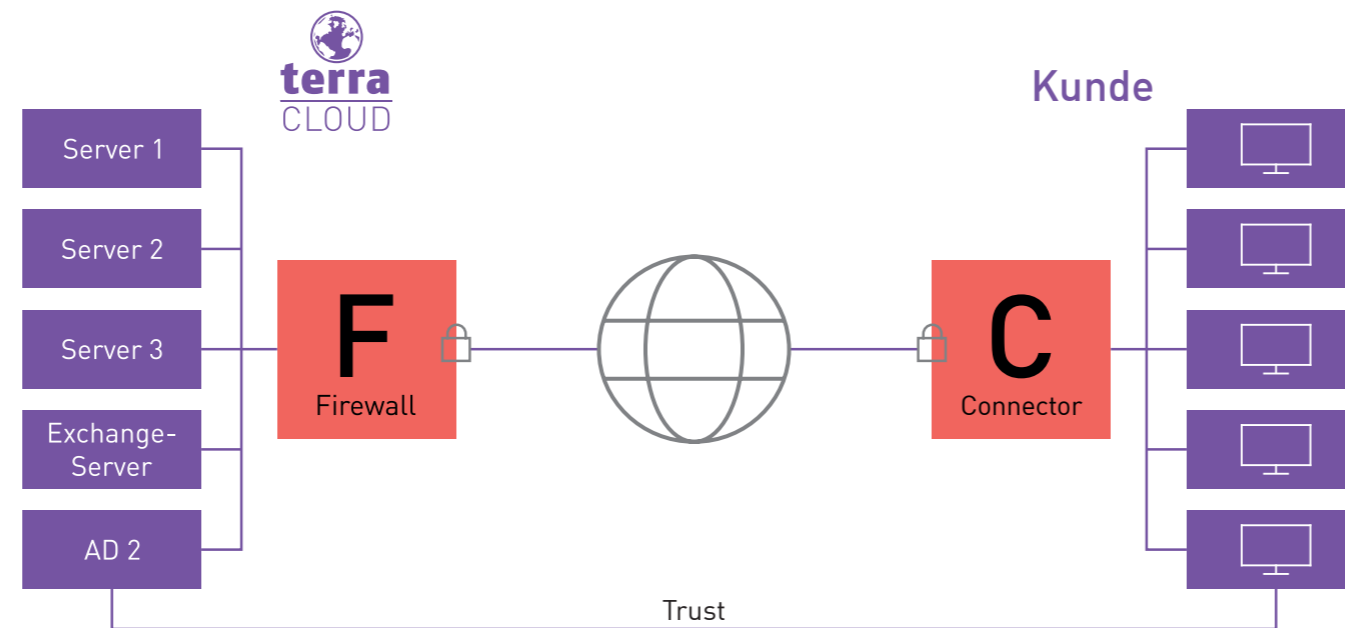 terra
CLOUD
Kunde
Server 1
Server 2
Server 3
Exchange-
Server
AD 2
F
Firewall
C
Connector
Trust